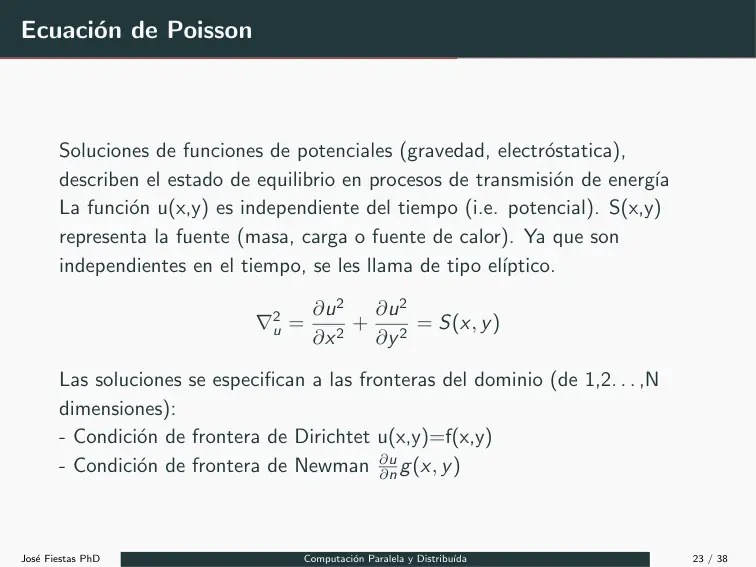 Ecuación de Poisson
Soluciones de funciones de potenciales (gravedad, electróstatica),
describen el estado de equilibrio en procesos de transmisión de energía
La función u(x,y) es independiente del tiempo (i.e. potencial). S(x,y)
representa la fuente (masa, carga o fuente de calor). Ya que son
independientes en el tiempo, se les llama de tipo elíptico.
∇²ᵤ = ∂u²/∂x² + ∂u²/∂y² = S(x, y)
Las soluciones se especifican a las fronteras del dominio (de 1,2. . . ,N
dimensiones):
- Condición de frontera de Dirichtet u(x,y)=f(x,y)
- Condición de frontera de Newman ∂u/∂n g(x, y)
José Fiestas PhD
Computación Paralela y Distribuída
23 / 38